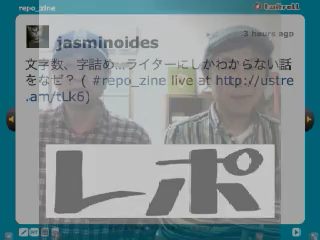 repo_zine
jasminoides
3 hours ago
文字数、字詰め…ライターにしかわからない話
をなぜ？ ( #repo_zine live at http://ustre
.am/tLk6)
レポ